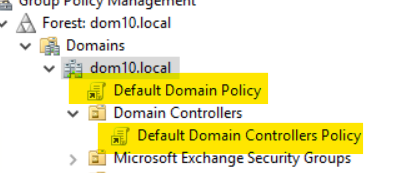 Group Policy Management
Forest: dom10.local
Domains
dom10.local
Default Domain Policy
Domain Controllers
Default Domain Controllers Policy
Microsoft Exchange Security Groups